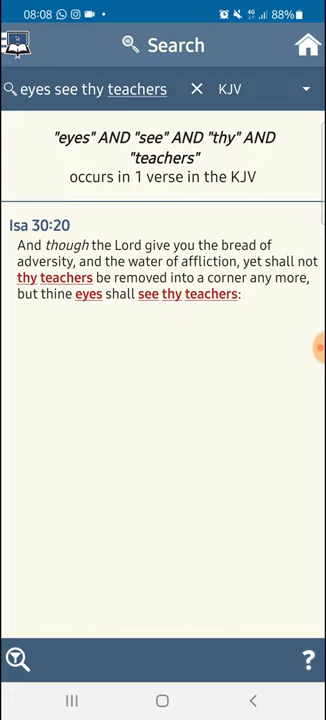 08:08 88%
Search
eyes see thy teachers × KJV
"eyes" AND "see" AND "thy" AND
"teachers"
occurs in 1 verse in the KJV
Isa 30:20
And though the Lord give you the bread of
adversity, and the water of affliction, yet shall not
thy teachers be removed into a corner any more,
but thine eyes shall see thy teachers:
?